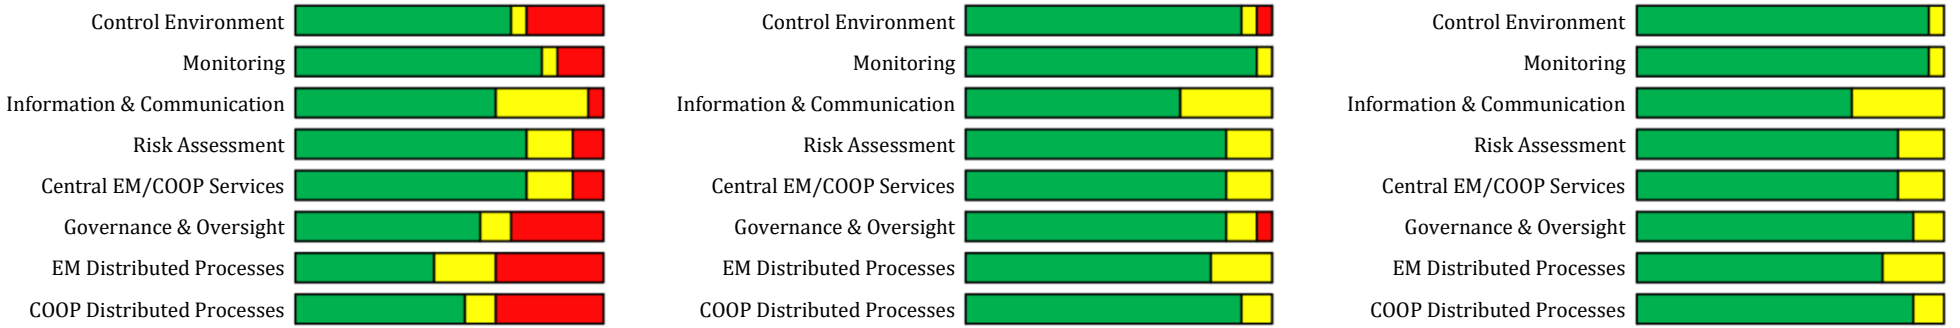 Control Environment
Monitoring
Information & Communication
Risk Assessment
Central EM/COOP Services
Governance & Oversight
EM Distributed Processes
COOP Distributed Processes
Control Environment
Monitoring
Information & Communication
Risk Assessment
Central EM/COOP Services
Governance & Oversight
EM Distributed Processes
COOP Distributed Processes
Control Environment
Monitoring
Information & Communication
Risk Assessment
Central EM/COOP Services
Governance & Oversight
EM Distributed Processes
COOP Distributed Processes